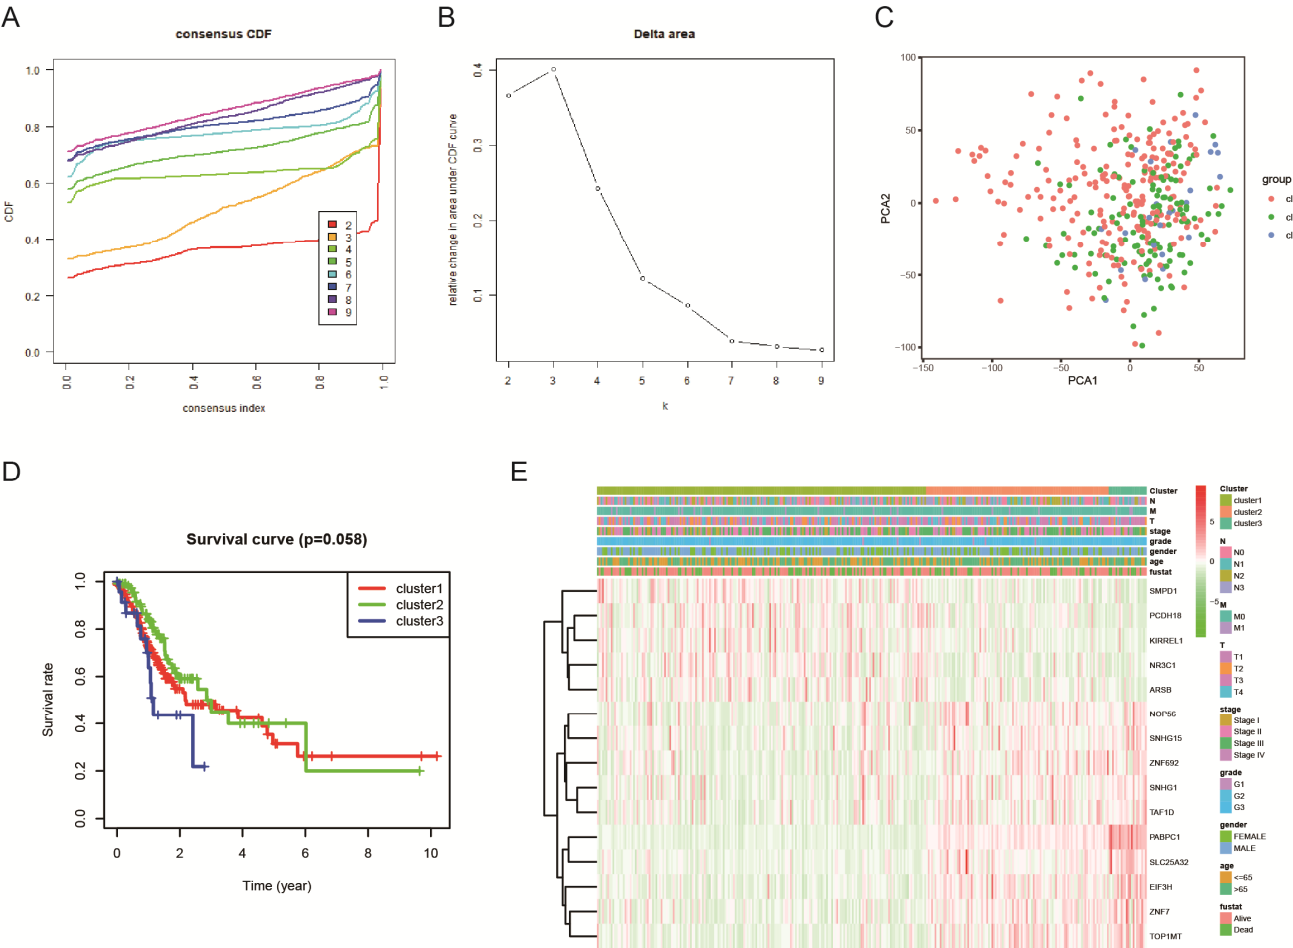 A
consensus CDF
CDF
1.0
0.8
0.6
0.4
0.2
0.0
2
3
4
5
6
7
8
9
0.0
0.2
0.4
0.6
0.8
1.0
consensus index
B
Delta area
relative change in area under CDF curve
0.4
0.3
0.2
0.1
2
3
4
5
6
7
8
9
k
C
100
50
0
−50
−100
PCA2
−150
−100
−50
0
50
PCA1
group
cl
cl
cl
D
Survival curve (p=0.058)
Survival rate
1.0
0.8
0.6
0.4
0.2
0.0
cluster1
cluster2
cluster3
0
2
4
6
8
10
Time (year)
E
Cluster
N
M
T
stage
grade
gender
age
fustat
SMPD1
PCDH18
KIRREL1
NR3C1
ARSB
NOP56
SNHG15
ZNF692
SNHG1
TAF1D
PABPC1
SLC25A32
EIF3H
ZNF7
TOP1MT
5
0
−5
Cluster
cluster1
cluster2
cluster3
N
N0
N1
N2
N3
M
M0
M1
T
T1
T2
T3
T4
stage
Stage I
Stage II
Stage III
Stage IV
grade
G1
G2
G3
gender
FEMALE
MALE
age
<=65
>65
fustat
Alive
Dead